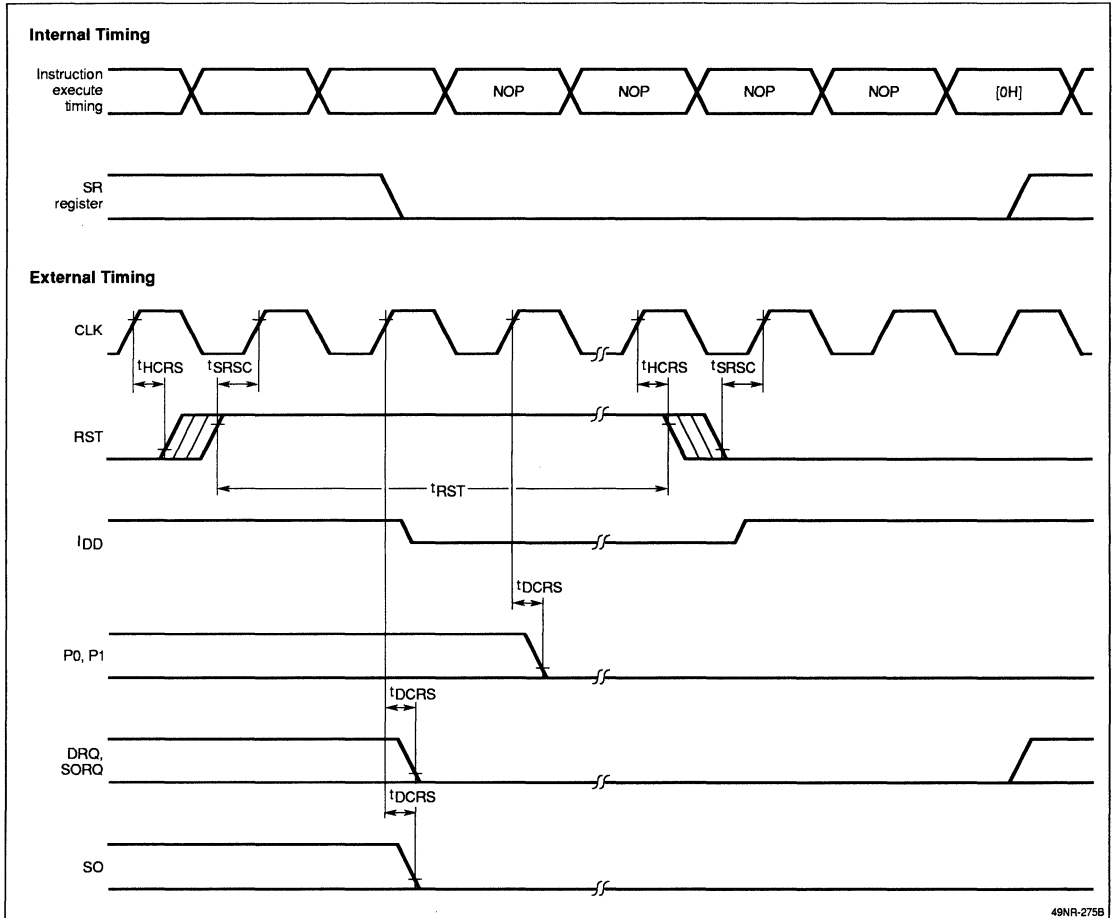 Internal Timing
Instruction
execute
timing
NOP
NOP
NOP
NOP
[0H]
SR
register
External Timing
CLK
tHCRS
tSRSC
tHCRS
tSRSC
RST
tRST
IDD
tDCRS
P0, P1
tDCRS
DRQ,
SORQ
tDCRS
SO
49NR-275B